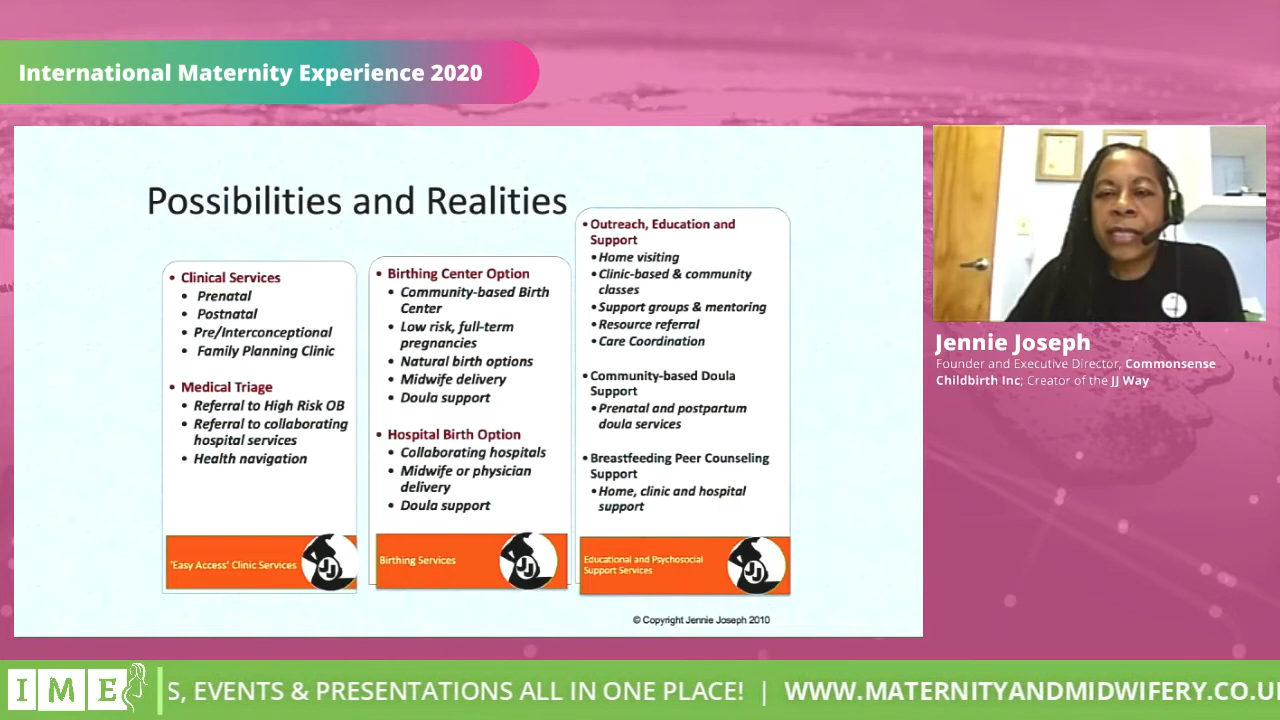 International Maternity Experience 2020
Possibilities and Realities
• Clinical Services
• Prenatal
• Postnatal
• Pre/Interconceptional
• Family Planning Clinic
• Medical Triage
• Referral to High Risk OB
• Referral to collaborating
hospital services
• Health navigation
'Easy Access' Clinic Services
JJ
• Birthing Center Option
• Community-based Birth
Center
• Low risk, full-term
pregnancies
• Natural birth options
• Midwife delivery
• Doula support
• Hospital Birth Option
• Collaborating hospitals
• Midwife or physician
delivery
• Doula support
Birthing Services
JJ
• Outreach, Education and
Support
• Home visiting
• Clinic-based & community
classes
• Support groups & mentoring
• Resource referral
• Care Coordination
• Community-based Doula
Support
• Prenatal and postpartum
doula services
• Breastfeeding Peer Counseling
Support
• Home, clinic and hospital
support
Educational and Psychosocial
Support Services
JJ
© Copyright Jennie Joseph 2010
Jennie Joseph
Founder and Executive Director, Commonsense
Childbirth Inc; Creator of the JJ Way
IME
S, EVENTS & PRESENTATIONS ALL IN ONE PLACE! | WWW.MATERNITYANDMIDWIFERY.CO.U